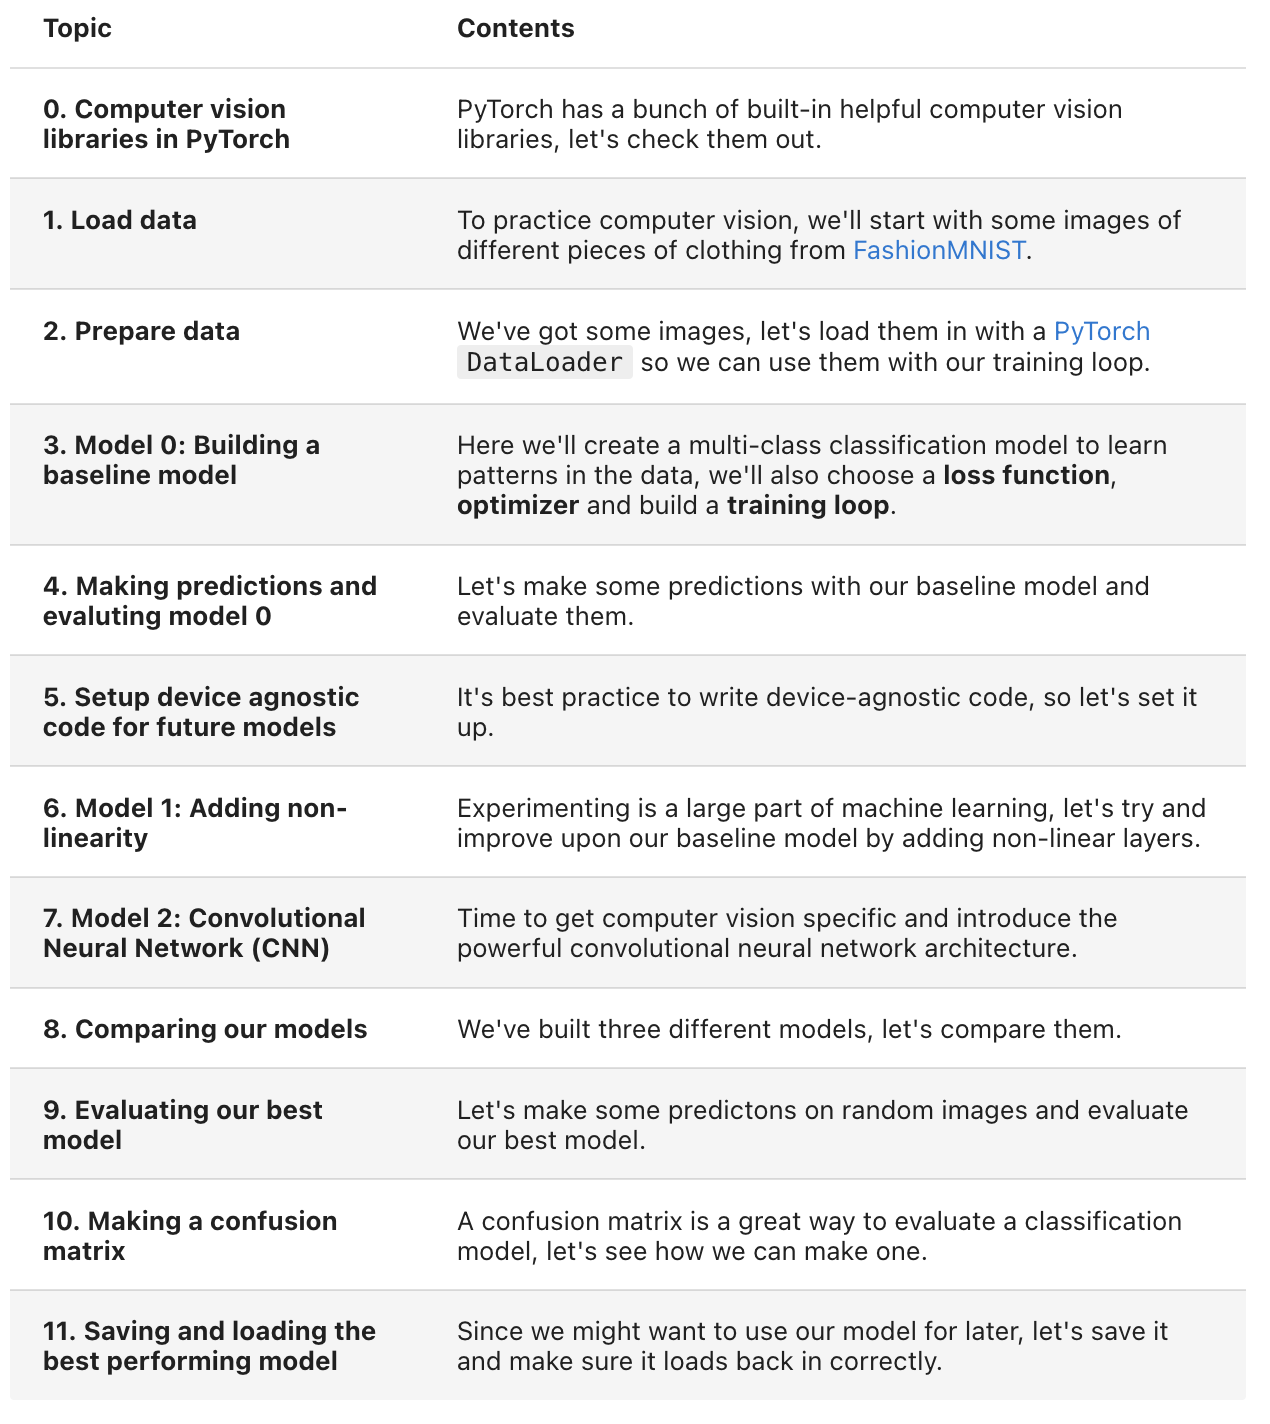 Topic
Contents
0. Computer vision
libraries in PyTorch
PyTorch has a bunch of built-in helpful computer vision
libraries, let's check them out.
1. Load data
To practice computer vision, we'll start with some images of
different pieces of clothing from FashionMNIST.
2. Prepare data
We've got some images, let's load them in with a PyTorch
DataLoader so we can use them with our training loop.
3. Model 0: Building a
baseline model
Here we'll create a multi-class classification model to learn
patterns in the data, we'll also choose a loss function,
optimizer and build a training loop.
4. Making predictions and
evaluting model 0
Let's make some predictions with our baseline model and
evaluate them.
5. Setup device agnostic
code for future models
It's best practice to write device-agnostic code, so let's set it
up.
6. Model 1: Adding non-
linearity
Experimenting is a large part of machine learning, let's try and
improve upon our baseline model by adding non-linear layers.
7. Model 2: Convolutional
Neural Network (CNN)
Time to get computer vision specific and introduce the
powerful convolutional neural network architecture.
8. Comparing our models
We've built three different models, let's compare them.
9. Evaluating our best
model
Let's make some predictons on random images and evaluate
our best model.
10. Making a confusion
matrix
A confusion matrix is a great way to evaluate a classification
model, let's see how we can make one.
11. Saving and loading the
best performing model
Since we might want to use our model for later, let's save it
and make sure it loads back in correctly.